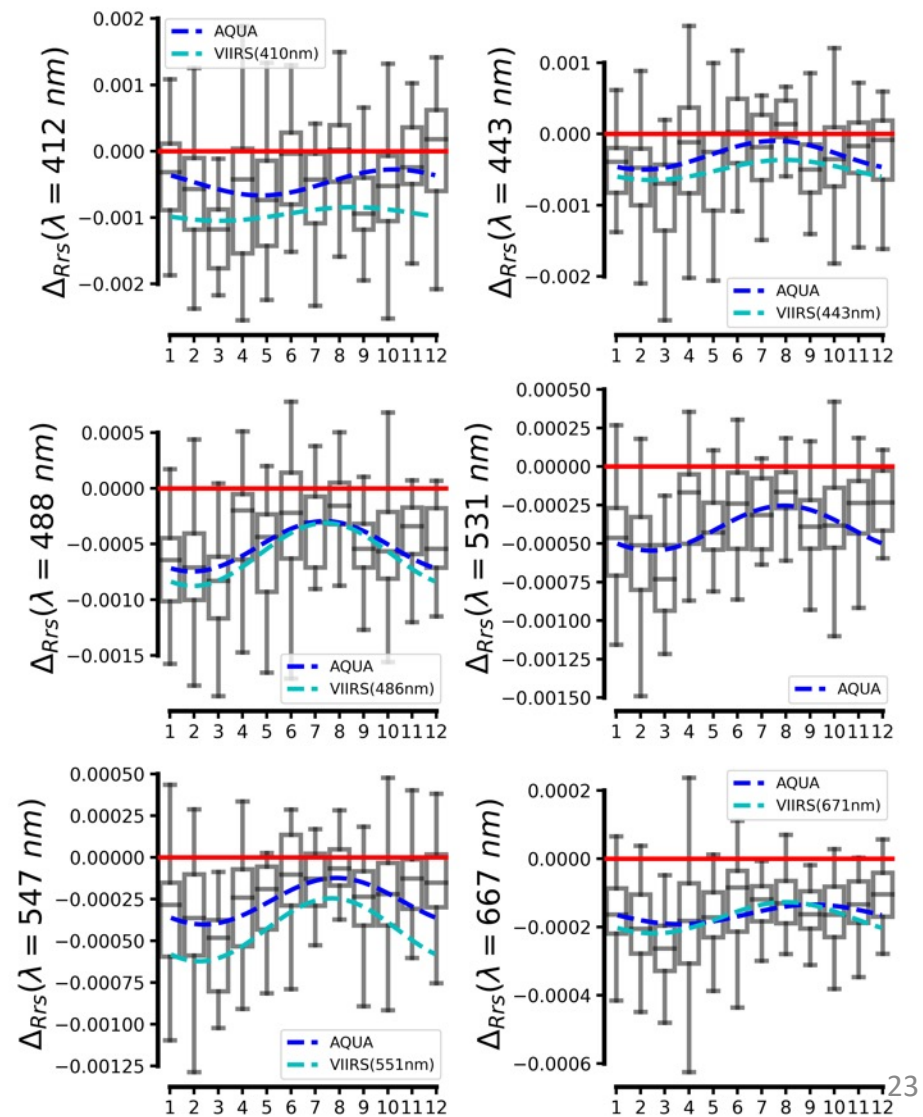 0.002
0.001
0.000
−0.001
−0.002
Δ_Rrs(λ = 412 nm)
AQUA
VIIRS(410nm)
1 2 3 4 5 6 7 8 9 10 11 12
0.001
0.000
−0.001
−0.002
Δ_Rrs(λ = 443 nm)
AQUA
VIIRS(443nm)
1 2 3 4 5 6 7 8 9 10 11 12
0.0005
0.0000
−0.0005
−0.0010
−0.0015
Δ_Rrs(λ = 488 nm)
AQUA
VIIRS(486nm)
1 2 3 4 5 6 7 8 9 10 11 12
0.00050
0.00025
0.00000
−0.00025
−0.00050
−0.00075
−0.00100
−0.00125
−0.00150
Δ_Rrs(λ = 531 nm)
AQUA
1 2 3 4 5 6 7 8 9 10 11 12
0.00050
0.00025
0.00000
−0.00025
−0.00050
−0.00075
−0.00100
−0.00125
Δ_Rrs(λ = 547 nm)
AQUA
VIIRS(551nm)
1 2 3 4 5 6 7 8 9 10 11 12
0.0002
0.0000
−0.0002
−0.0004
−0.0006
Δ_Rrs(λ = 667 nm)
AQUA
VIIRS(671nm)
1 2 3 4 5 6 7 8 9 10 11 12
23